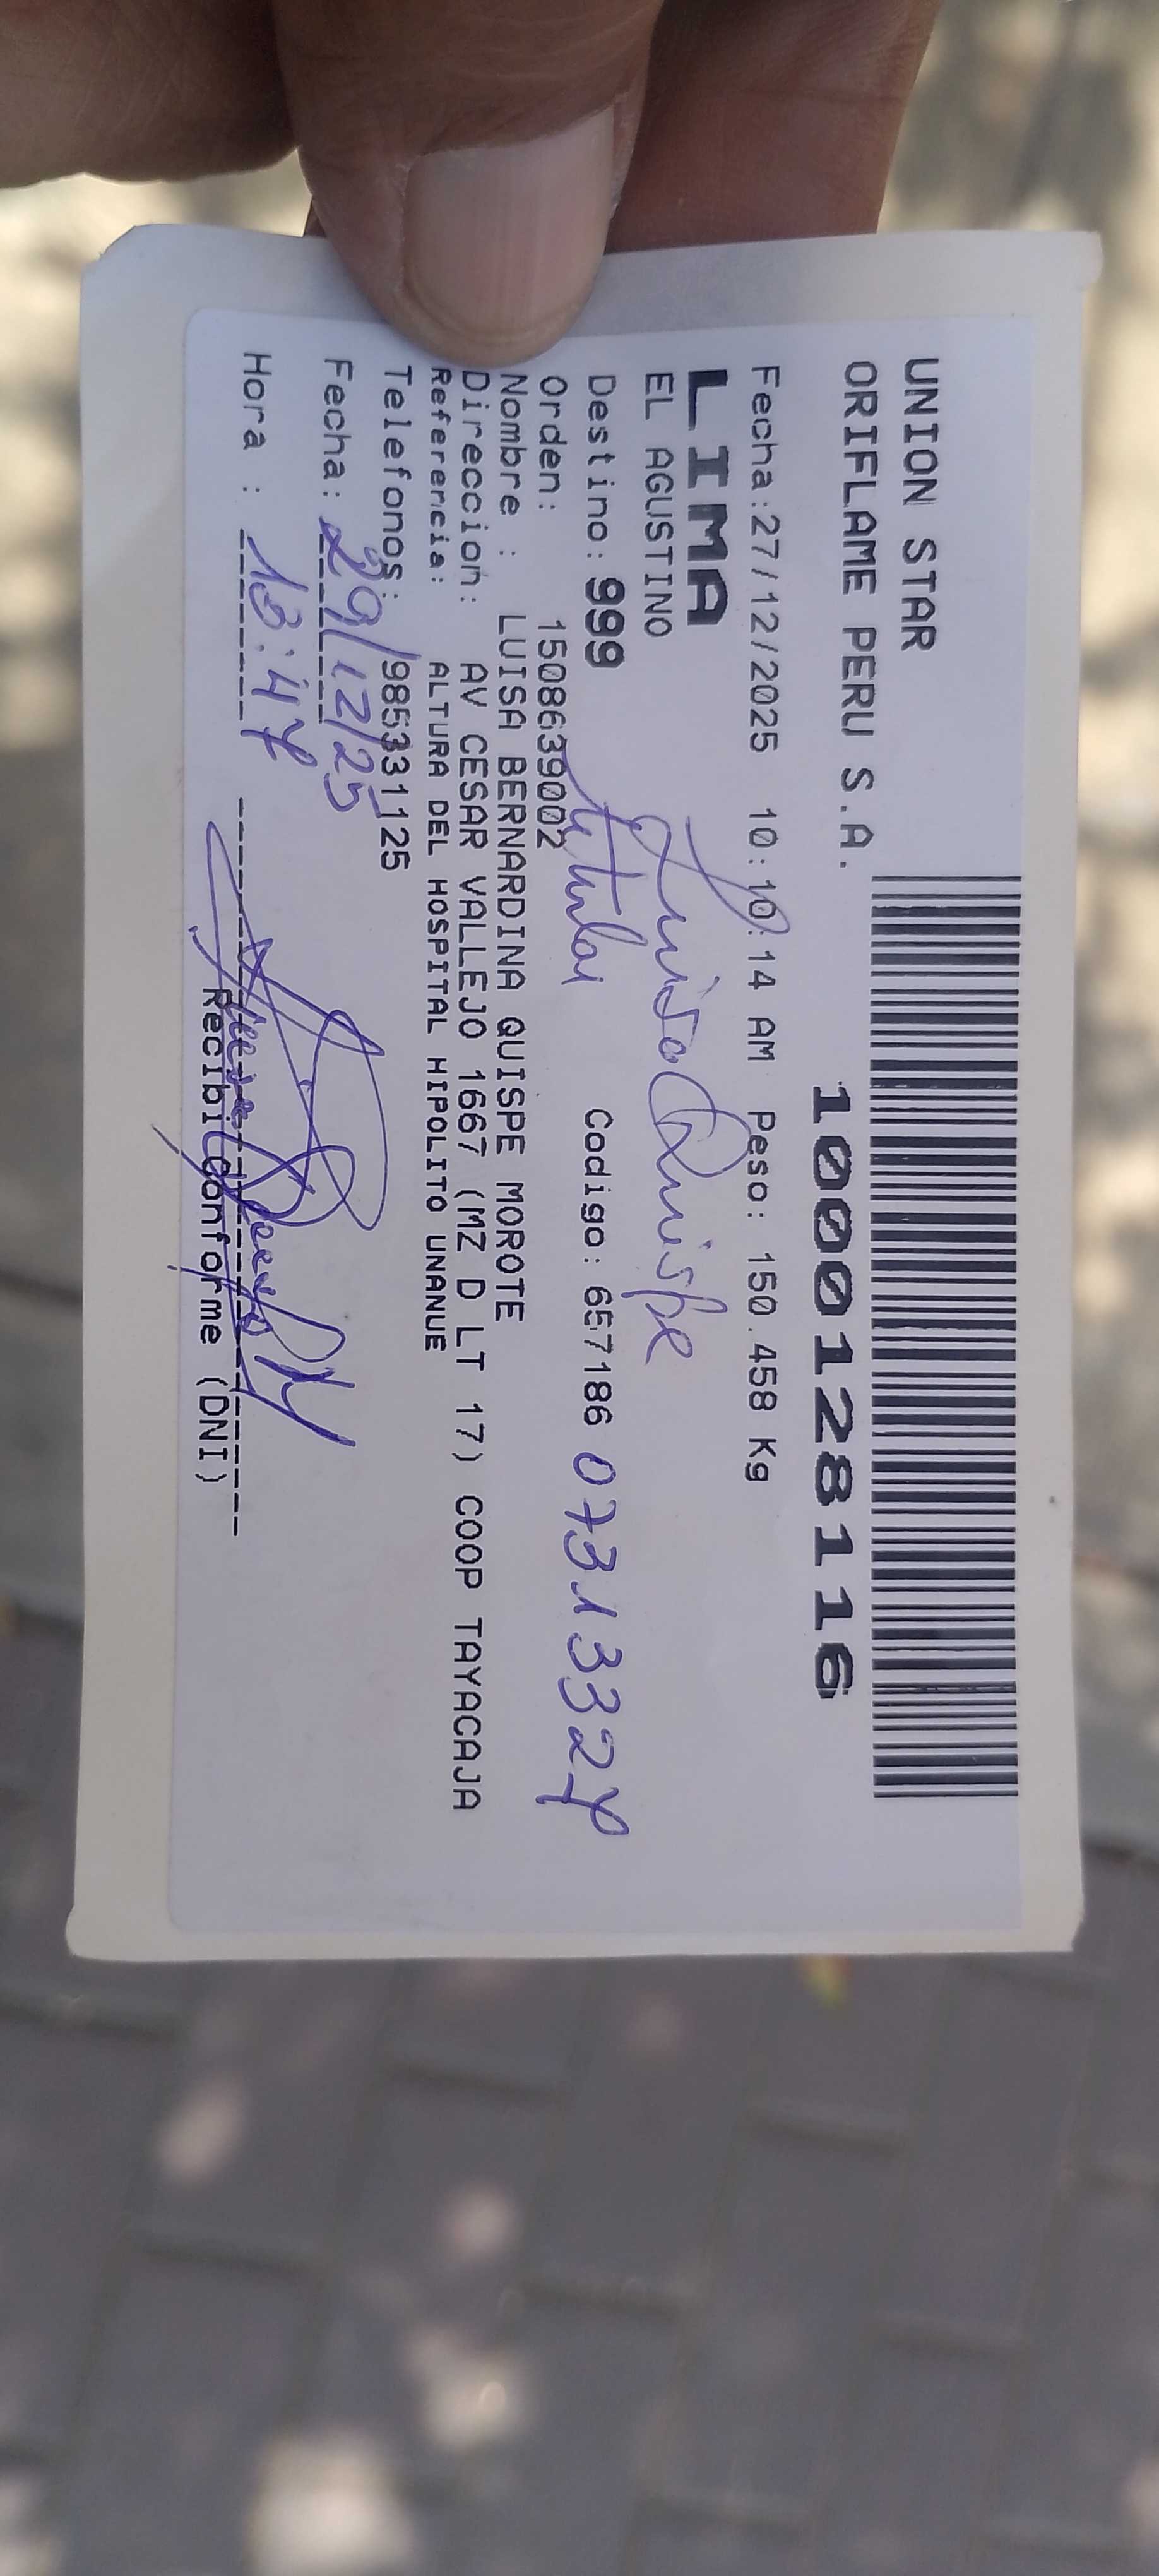 UNION STAR
ORIFLAME PERU S.A.
1000128116
Fecha:27/12/2025 10:10:14 AM Peso: 150.458 Kg
LIMA
EL AGUSTINO
Luisa Quispe
Destino: 999 titular Codigo: 657186 07313327
Orden: 1508639002
Nombre : LUISA BERNARDINA QUISPE MOROTE
Direccion: AV CESAR VALLEJO 1667 (MZ D LT 17) COOP TAYACAJA
Referencia: ALTURA DEL HOSPITAL HIPOLITO UNANUE
Telefonos: 985331125
Fecha: 29/12/25
Hora : 13:47
Recibi Conforme (DNI)